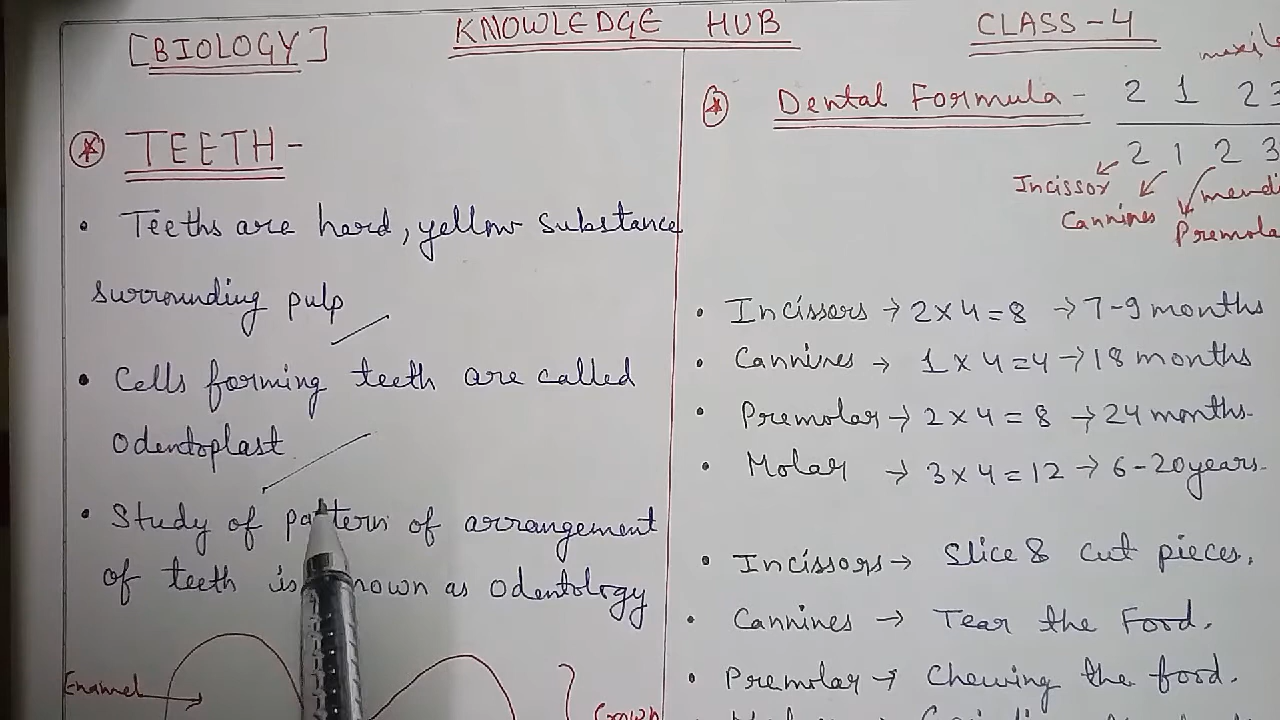 [BIOLOGY] KNOWLEDGE HUB CLASS-4
TEETH-
• Teeths are hard, yellow substance
surrounding pulp
• Cells forming teeth are called
Odentoplast
• Study of pattern of arrangement
of teeth is known as Odentology
Enamel
Crown
Dental Formula- 2 1 2 3
2 1 2 3
Incissor
Cannines
Premola
• Incissors → 2×4=8 → 7-9 months
• Cannines → 1×4=4 → 18 months
• Premolar → 2×4=8 → 24 months.
• Molar → 3×4=12 → 6-20years.
• Incissors → Slice & cut pieces.
• Cannines → Tear the Food.
• Premolar → Chewing the food.